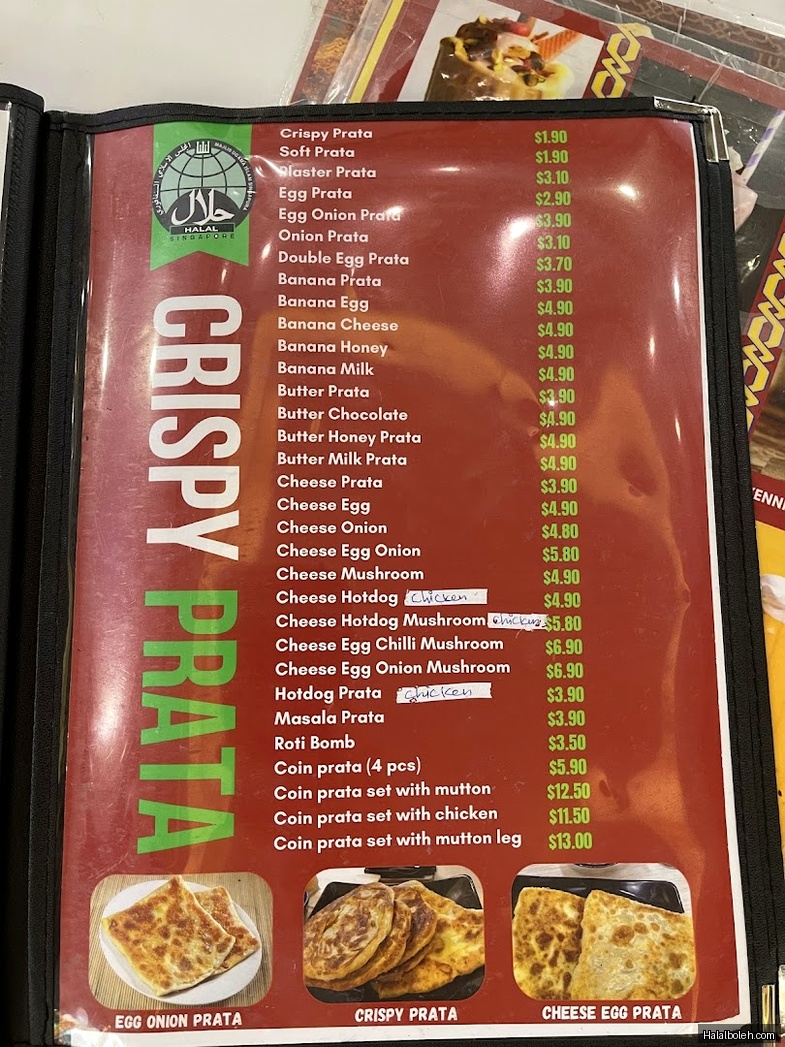 حلال
HALAL
SINGAPORE
CRISPY PRATA
Crispy Prata $1.90
Soft Prata $1.90
Plaster Prata $3.10
Egg Prata $2.90
Egg Onion Prata $3.90
Onion Prata $3.10
Double Egg Prata $3.70
Banana Prata $3.90
Banana Egg $4.90
Banana Cheese $4.90
Banana Honey $4.90
Banana Milk $4.90
Butter Prata $3.90
Butter Chocolate $4.90
Butter Honey Prata $4.90
Butter Milk Prata $4.90
Cheese Prata $3.90
Cheese Egg $4.90
Cheese Onion $4.80
Cheese Egg Onion $5.80
Cheese Mushroom $4.90
Cheese Hotdog chicken $4.90
Cheese Hotdog Mushroom chicken $5.80
Cheese Egg Chilli Mushroom $6.90
Cheese Egg Onion Mushroom $6.90
Hotdog Prata chicken $3.90
Masala Prata $3.90
Roti Bomb $3.50
Coin prata (4 pcs) $5.90
Coin prata set with mutton $12.50
Coin prata set with chicken $11.50
Coin prata set with mutton leg $13.00
EGG ONION PRATA
CRISPY PRATA
CHEESE EGG PRATA
Halalboleh.com